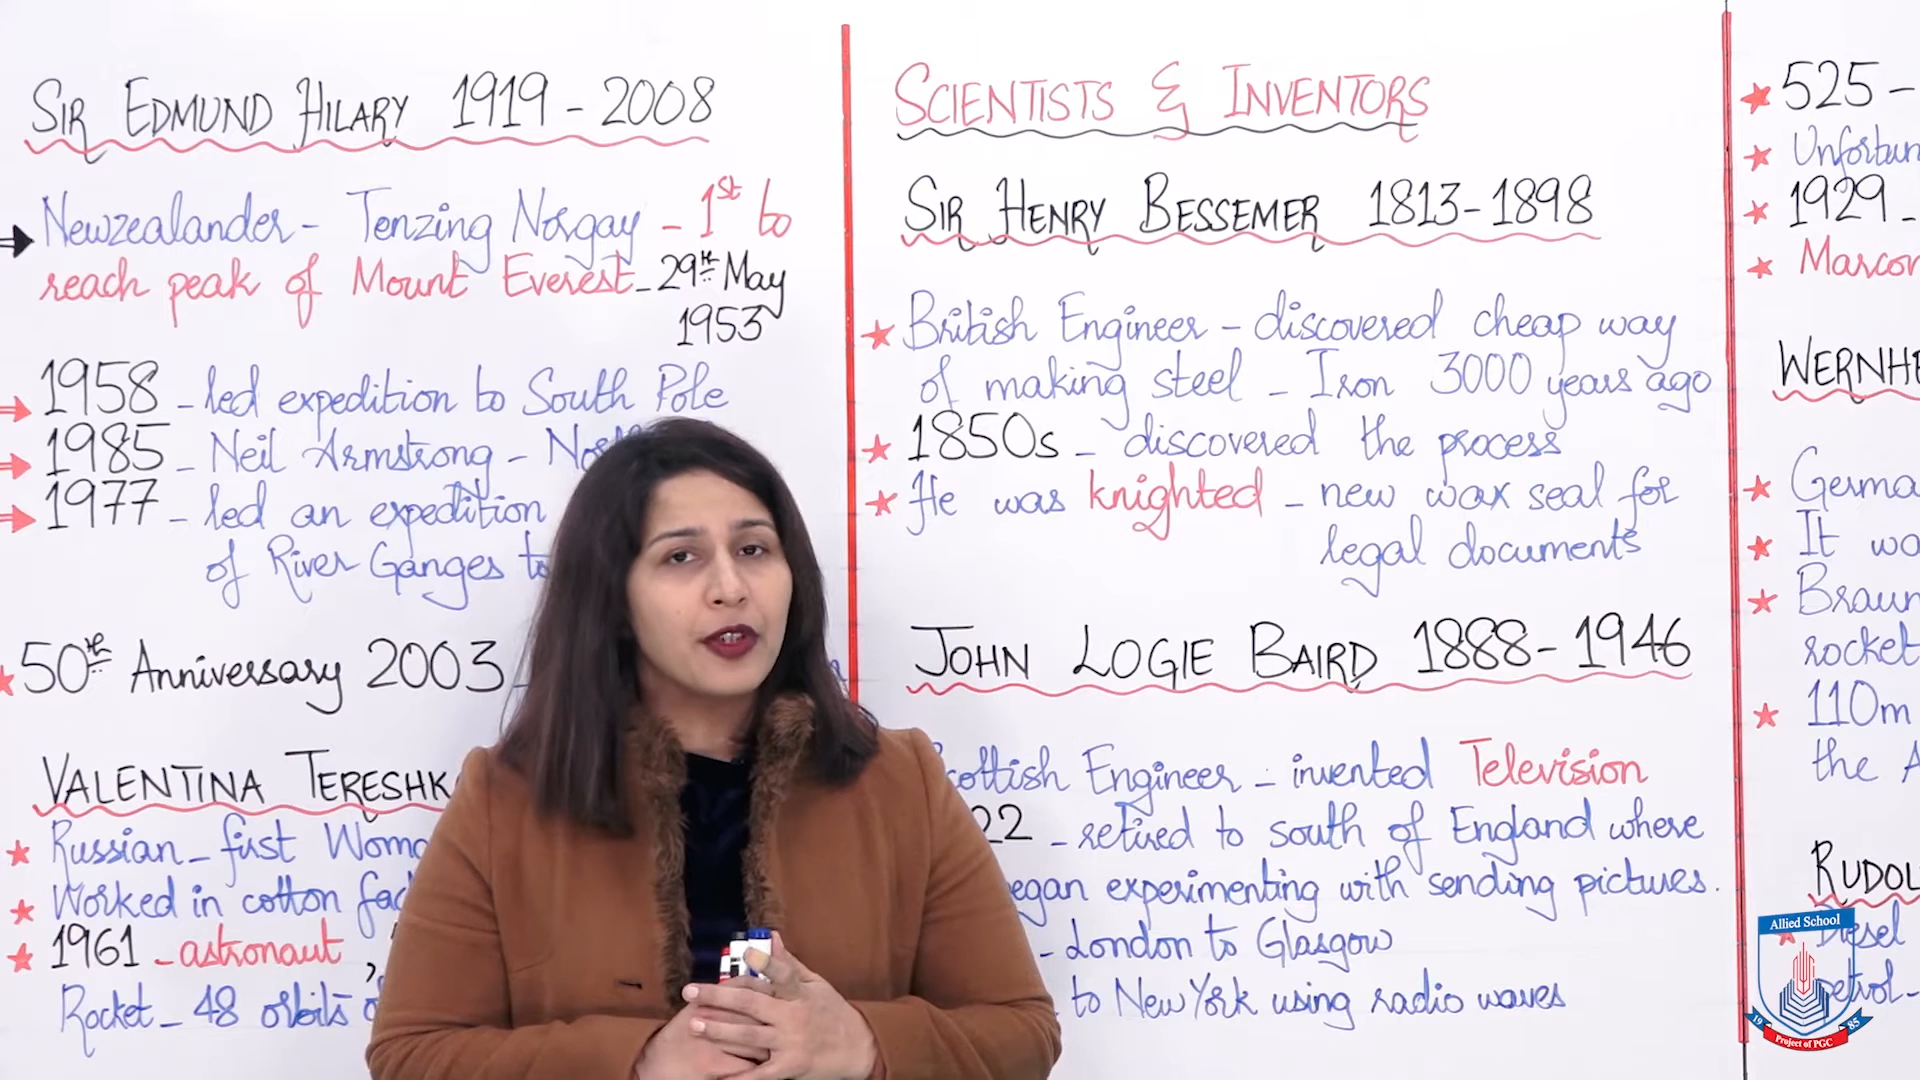 SIR EDMUND HILARY 1919 - 2008
Newzealander - Tenzing Norgay - 1st to
reach peak of Mount Everest - 29th May
1953
1958 - led expedition to South Pole
1985 - Neil Armstrong -
1977 - led an expedition
of River Ganges to
50th Anniversary 2003 -
VALENTINA TERESHK
Russian - first Woma
Worked in cotton fac
1961 - astronaut
Rocket - 48 orbits
SCIENTISTS & INVENTORS
SIR HENRY BESSEMER 1813-1898
British Engineer - discovered cheap way
of making steel - Iron 3000 years ago
1850s - discovered the process
He was knighted - new wax seal for
legal documents
JOHN LOGIE BAIRD 1888-1946
cottish Engineer - invented Television
22 - retired to south of England where
egan experimenting with sending pictures.
- London to Glasgow
to New York using radio waves
525 -
Unfortun
1929 -
Marcon
WERNHE
Germa
It wa
Braun
rocket
110m
the A
RUDOL
Diesel
petrol -
Allied School
1985
Project of PGC